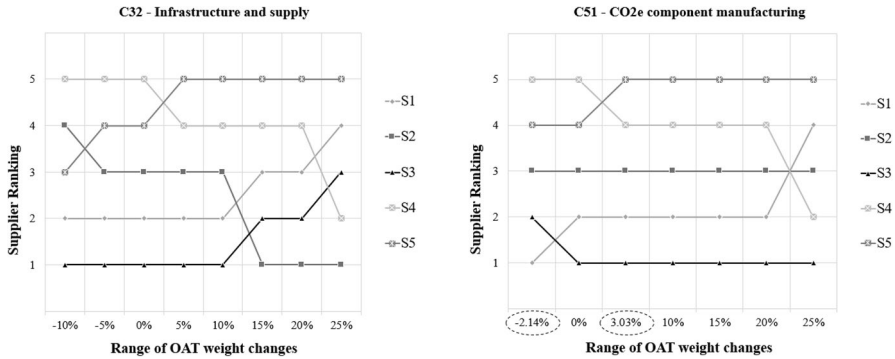 C32 - Infrastructure and supply
5
4
3
2
1
Supplier Ranking
-10% -5% 0% 5% 10% 15% 20% 25%
Range of OAT weight changes
S1
S2
S3
S4
S5
C51 - CO2e component manufacturing
5
4
3
2
1
Supplier Ranking
-2.14% 0% 3.03% 10% 15% 20% 25%
Range of OAT weight changes
S1
S2
S3
S4
S5